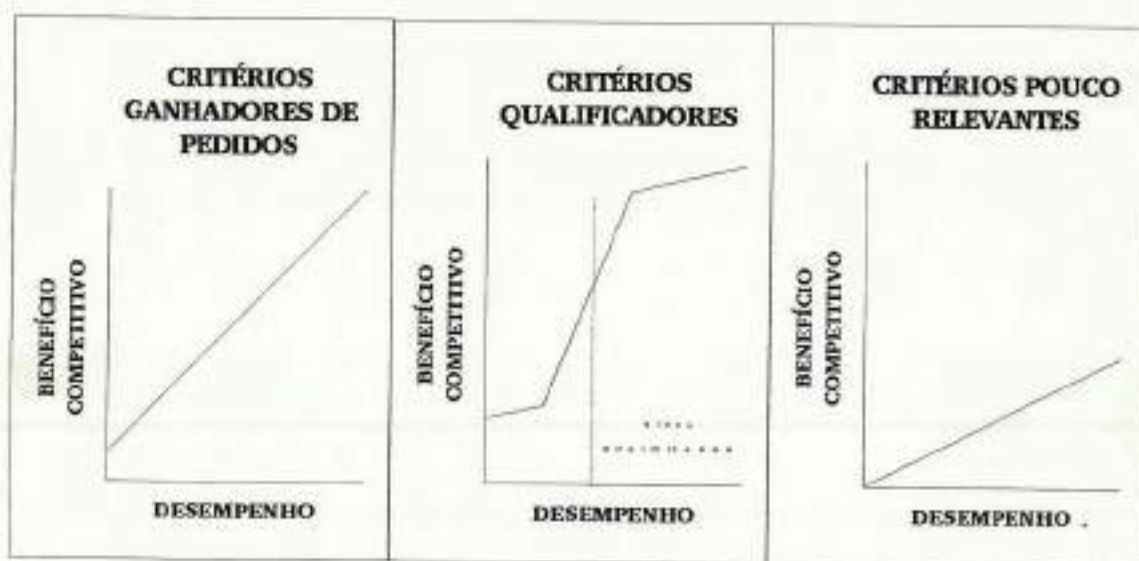 CRITÉRIOS
GANHADORES DE
PEDIDOS
BENEFÍCIO
COMPETITIVO
DESEMPENHO
CRITÉRIOS
QUALIFICADORES
BENEFÍCIO
COMPETITIVO
DESEMPENHO
CRITÉRIOS POUCO
RELEVANTES
BENEFÍCIO
COMPETITIVO
DESEMPENHO